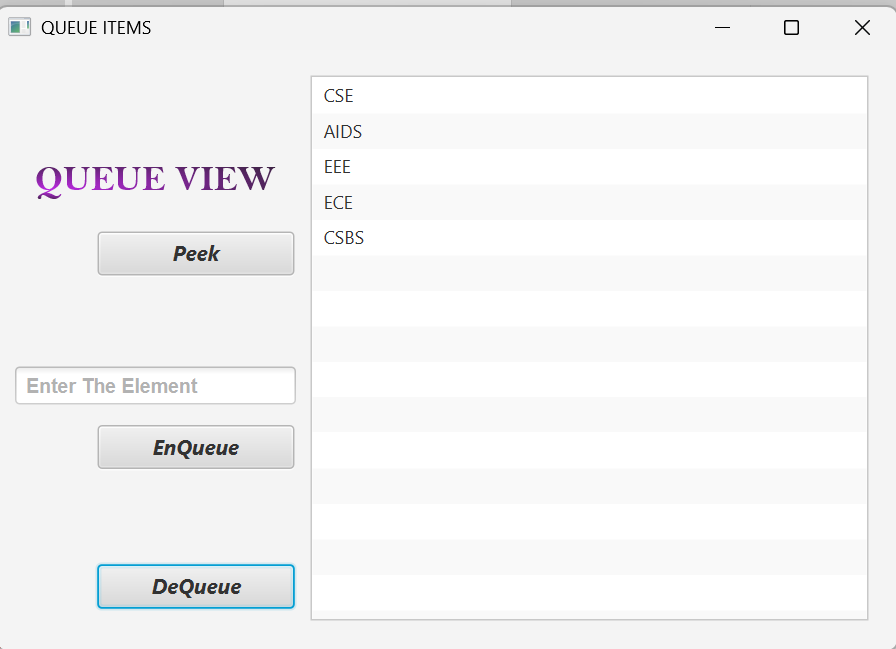 QUEUE ITEMS
QUEUE VIEW
Peek
Enter The Element
EnQueue
DeQueue
CSE
AIDS
EEE
ECE
CSBS